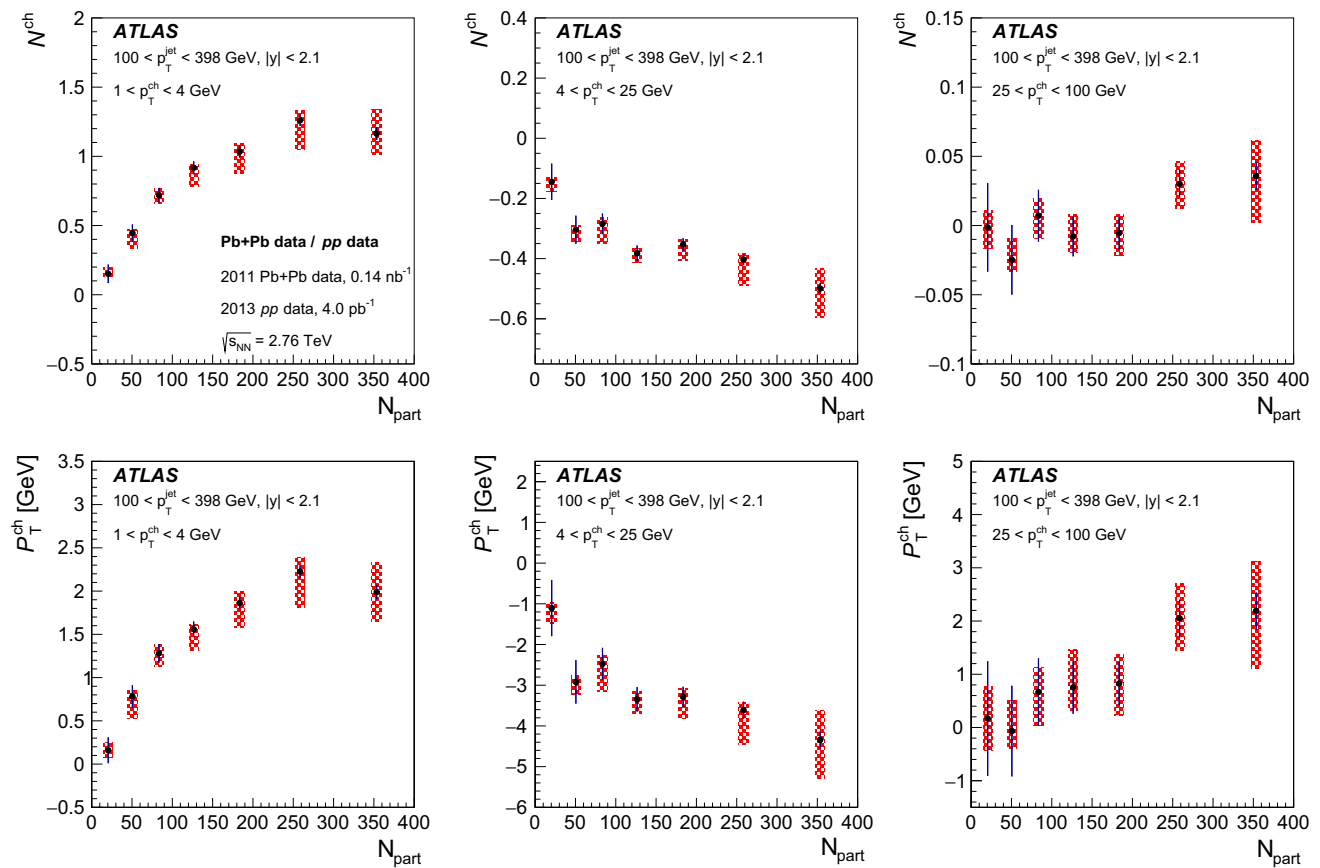 N^ch
2
1.5
1
0.5
0
−0.5
ATLAS
100 < p_T^jet < 398 GeV, |y| < 2.1
1 < p_T^ch < 4 GeV
Pb+Pb data / pp data
2011 Pb+Pb data, 0.14 nb^-1
2013 pp data, 4.0 pb^-1
√s_NN = 2.76 TeV
0 50 100 150 200 250 300 350 400
N_part
N^ch
0.4
0.2
0
−0.2
−0.4
−0.6
ATLAS
100 < p_T^jet < 398 GeV, |y| < 2.1
4 < p_T^ch < 25 GeV
0 50 100 150 200 250 300 350 400
N_part
N^ch
0.15
0.1
0.05
0
−0.05
−0.1
ATLAS
100 < p_T^jet < 398 GeV, |y| < 2.1
25 < p_T^ch < 100 GeV
0 50 100 150 200 250 300 350 400
N_part
P_T^ch [GeV]
3.5
3
2.5
2
1.5
1
0.5
0
−0.5
ATLAS
100 < p_T^jet < 398 GeV, |y| < 2.1
1 < p_T^ch < 4 GeV
0 50 100 150 200 250 300 350 400
N_part
P_T^ch [GeV]
2
1
0
−1
−2
−3
−4
−5
−6
ATLAS
100 < p_T^jet < 398 GeV, |y| < 2.1
4 < p_T^ch < 25 GeV
0 50 100 150 200 250 300 350 400
N_part
P_T^ch [GeV]
5
4
3
2
1
0
−1
ATLAS
100 < p_T^jet < 398 GeV, |y| < 2.1
25 < p_T^ch < 100 GeV
0 50 100 150 200 250 300 350 400
N_part